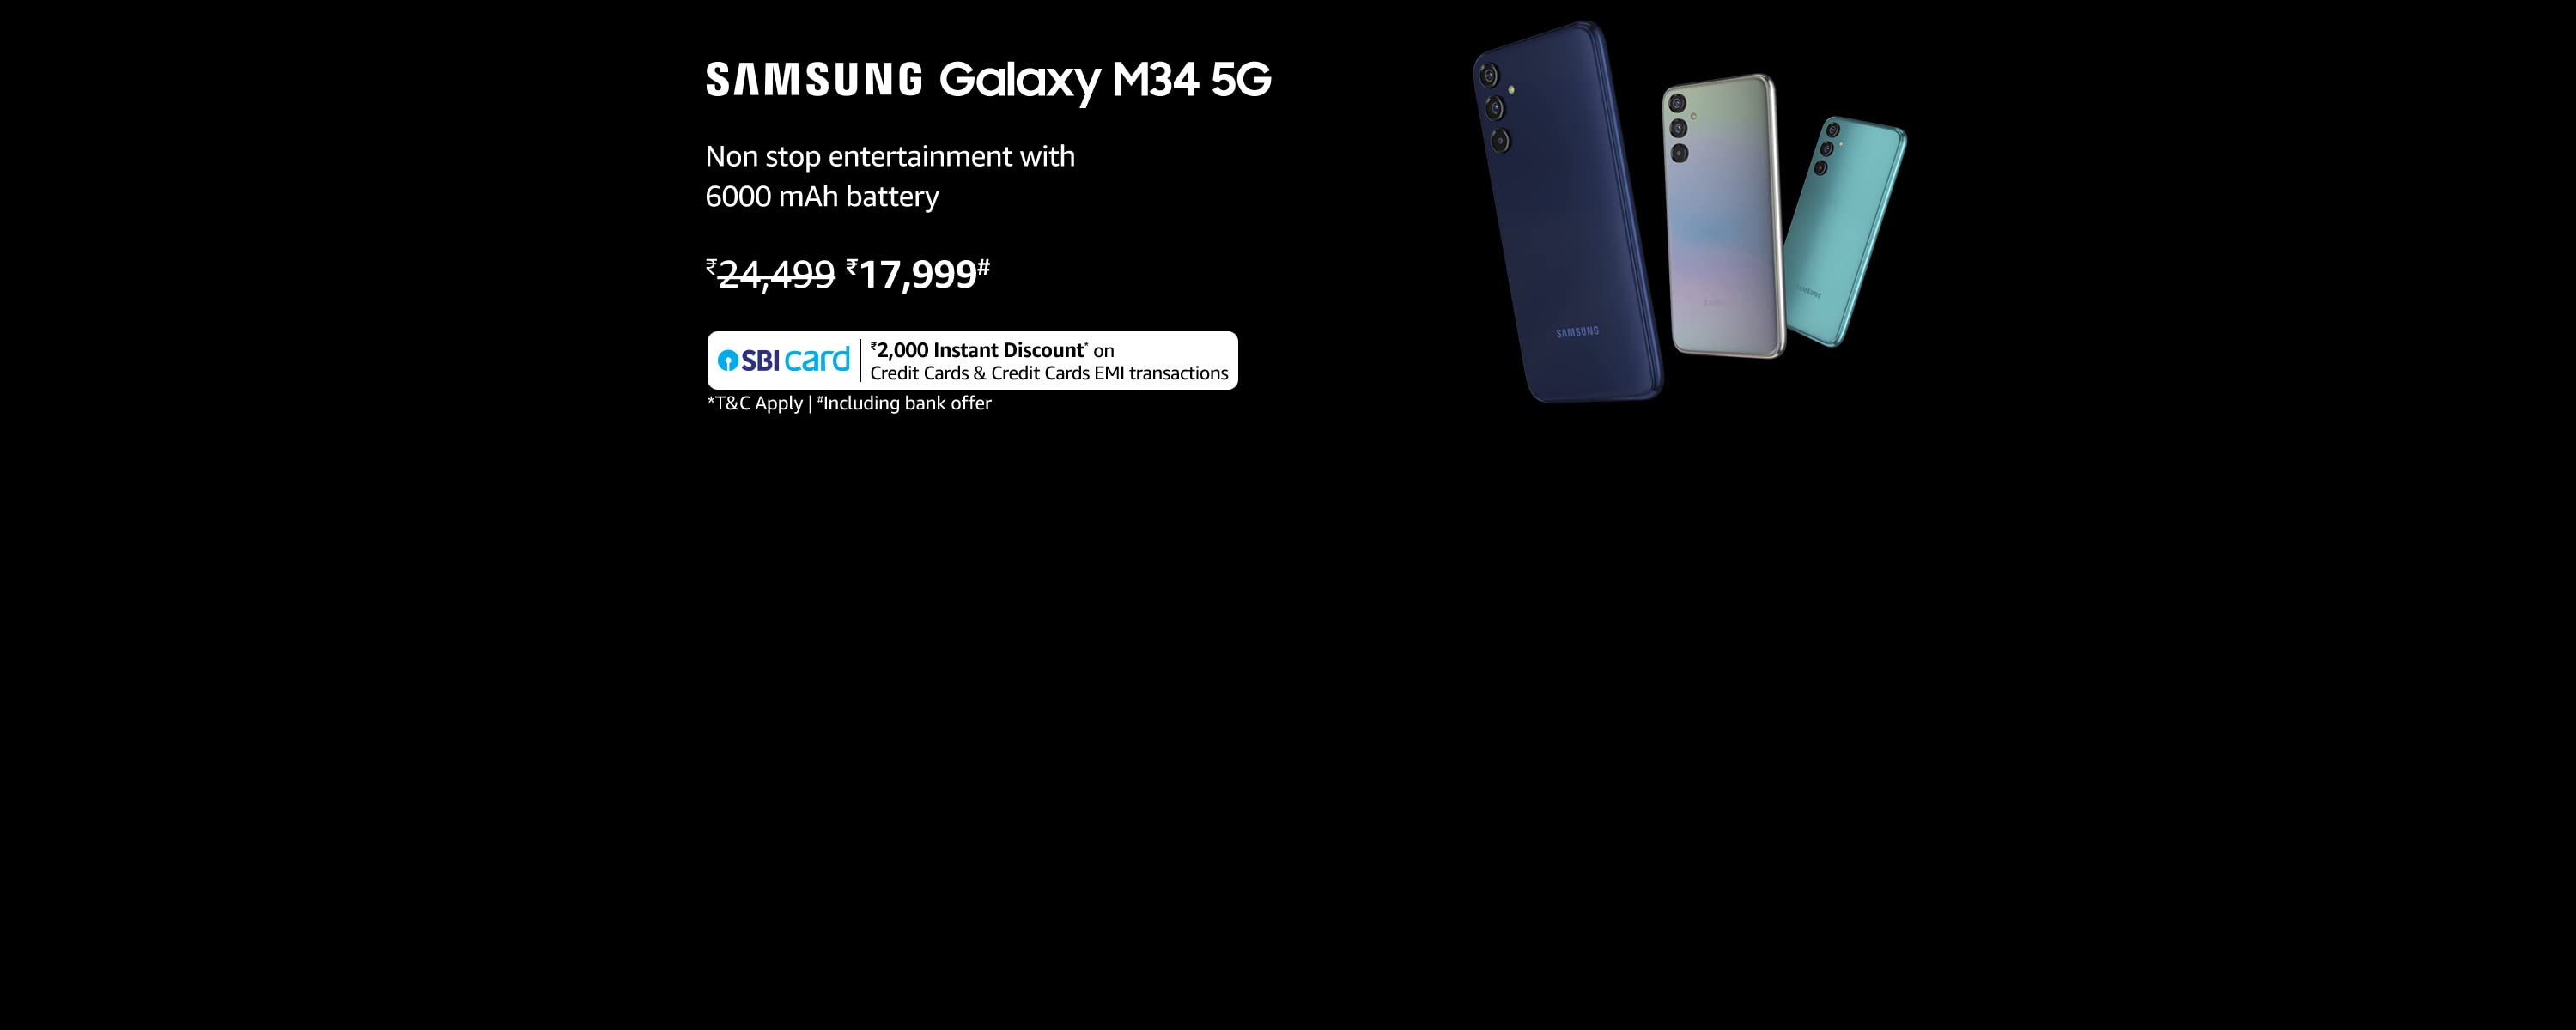 SAMSUNG Galaxy M34 5G
Non stop entertainment with
6000 mAh battery
₹24,499 ₹17,999#
SBI card
₹2,000 Instant Discount* on
Credit Cards & Credit Cards EMI transactions
*T&C Apply | #Including bank offer
SAMSUNG
SAMSUNG
SAMSUNG